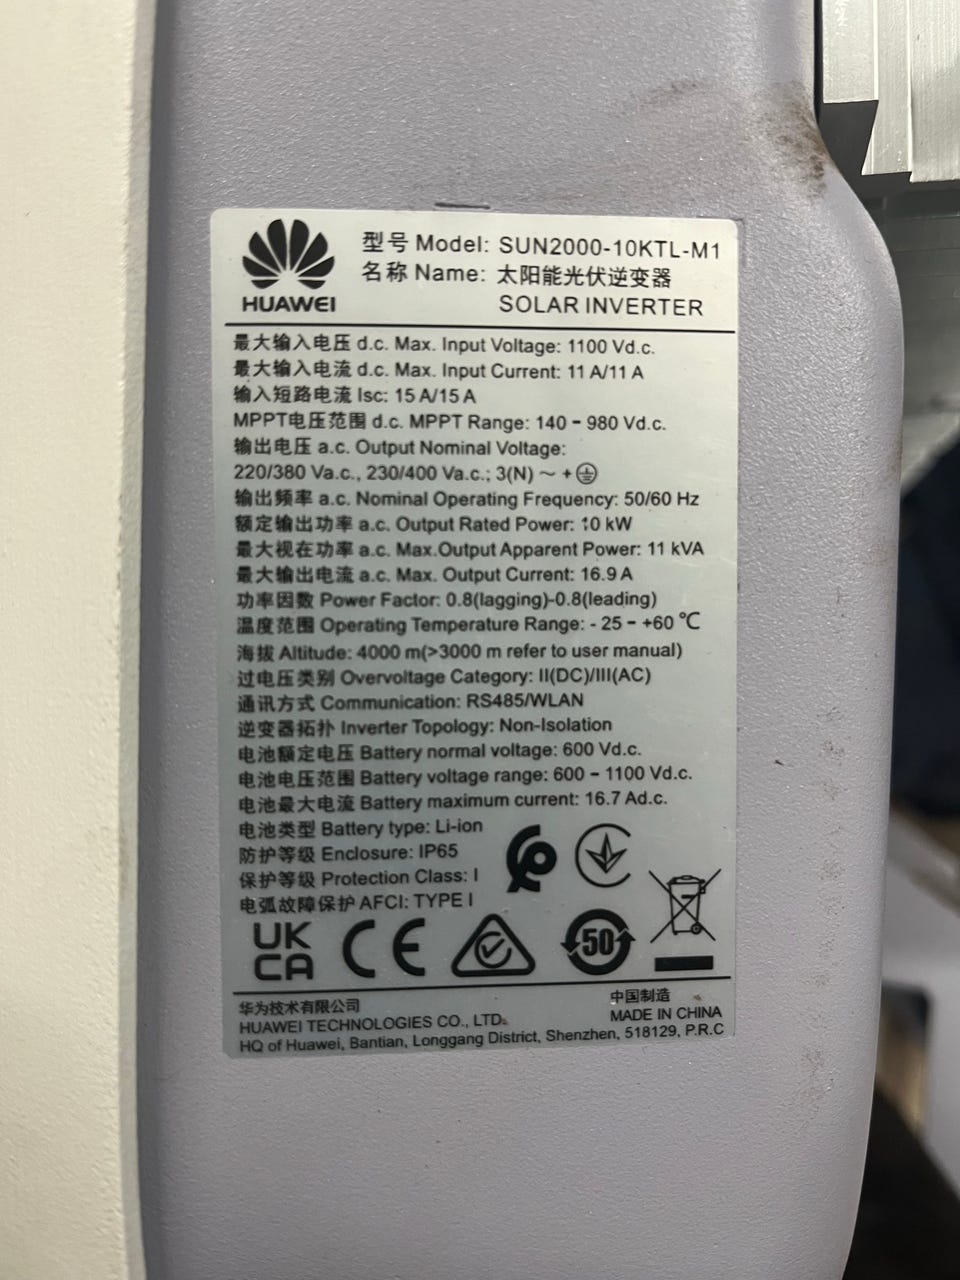 HUAWEI
型号 Model: SUN2000-10KTL-M1
名称 Name: 太阳能光伏逆变器
SOLAR INVERTER
最大输入电压 d.c. Max. Input Voltage: 1100 Vd.c.
最大输入电流 d.c. Max. Input Current: 11 A/11 A
输入短路电流 Isc: 15 A/15 A
MPPT电压范围 d.c. MPPT Range: 140 - 980 Vd.c.
输出电压 a.c. Output Nominal Voltage:
220/380 Va.c., 230/400 Va.c.; 3(N) ~ +
输出频率 a.c. Nominal Operating Frequency: 50/60 Hz
额定输出功率 a.c. Output Rated Power: 10 kW
最大视在功率 a.c. Max.Output Apparent Power: 11 kVA
最大输出电流 a.c. Max. Output Current: 16.9 A
功率因数 Power Factor: 0.8(lagging)-0.8(leading)
温度范围 Operating Temperature Range: - 25 - +60 ℃
海拔 Altitude: 4000 m(>3000 m refer to user manual)
过电压类别 Overvoltage Category: II(DC)/III(AC)
通讯方式 Communication: RS485/WLAN
逆变器拓扑 Inverter Topology: Non-Isolation
电池额定电压 Battery normal voltage: 600 Vd.c.
电池电压范围 Battery voltage range: 600 - 1100 Vd.c.
电池最大电流 Battery maximum current: 16.7 Ad.c.
电池类型 Battery type: Li-ion
防护等级 Enclosure: IP65
保护等级 Protection Class: I
电弧故障保护 AFCI: TYPE I
UK
CA
CE
50
华为技术有限公司
HUAWEI TECHNOLOGIES CO., LTD.
中国制造
MADE IN CHINA
HQ of Huawei, Bantian, Longgang District, Shenzhen, 518129, P.R.C